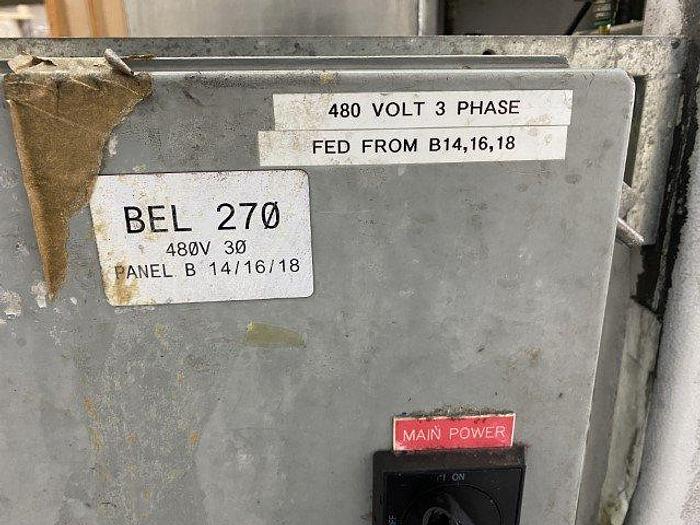 480 VOLT 3 PHASE
FED FROM B14,16,18
BEL 270
480V 3Ø
PANEL B 14/16/18
MAIN POWER
I ON